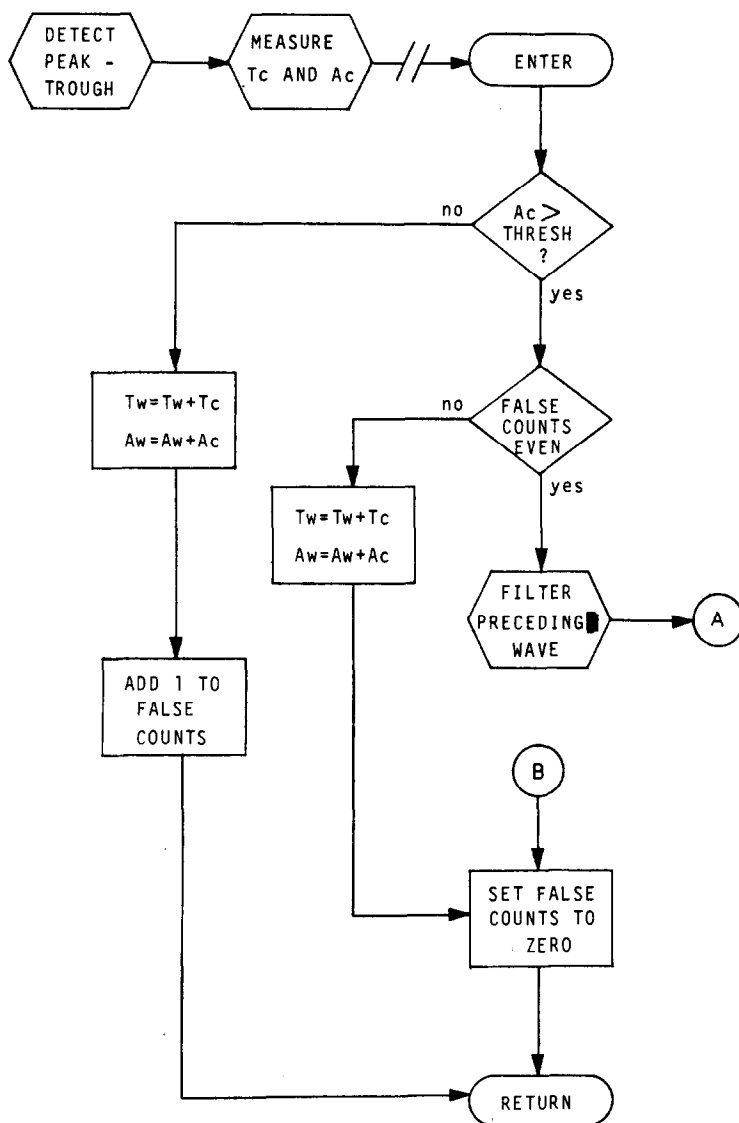 DETECT
PEAK -
TROUGH
MEASURE
Tc AND Ac
ENTER
Ac >
THRESH
?
no
yes
Tw=Tw+Tc
Aw=Aw+Ac
FALSE
COUNTS
EVEN
no
yes
Tw=Tw+Tc
Aw=Aw+Ac
FILTER
PRECEDING
WAVE
A
ADD 1 TO
FALSE
COUNTS
B
SET FALSE
COUNTS TO
ZERO
RETURN